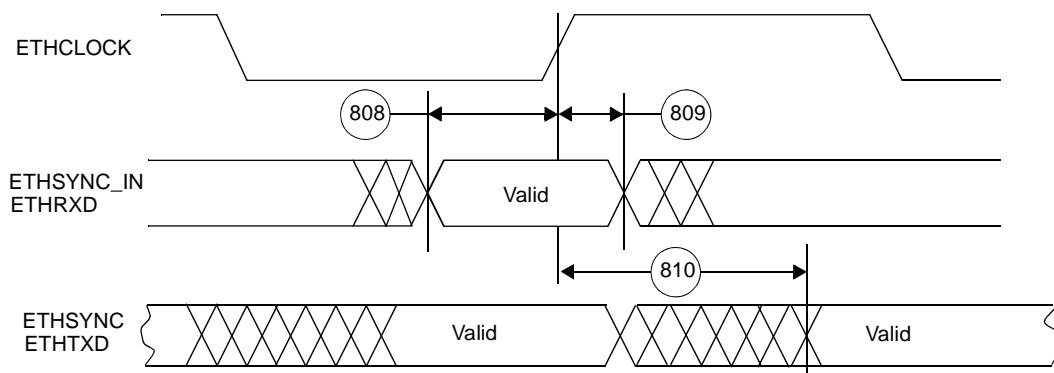 ETHCLOCK
808
809
ETHSYNC_IN
ETHRXD
Valid
810
ETHSYNC
ETHTXD
Valid
Valid